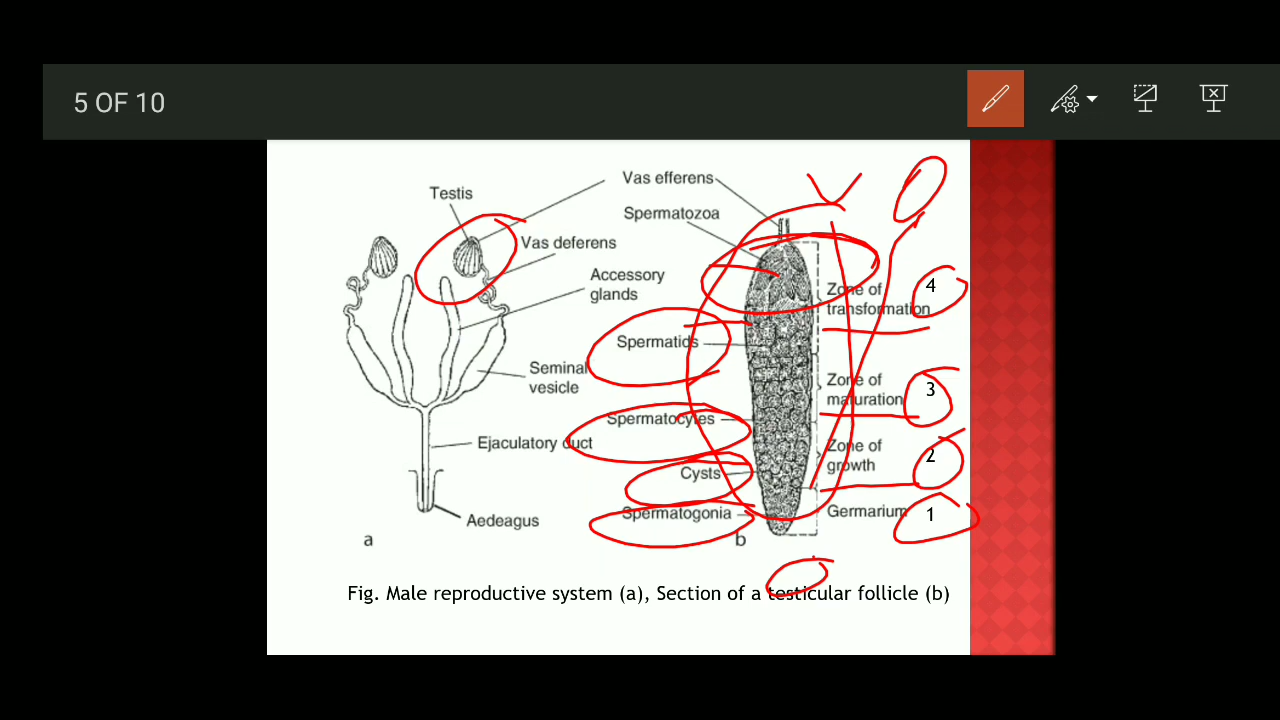 5 OF 10
Testis
Vas efferens
Spermatozoa
Vas deferens
Accessory
glands
Zone of
transformation
4
Spermatids
Seminal
vesicle
Zone of
maturation
3
Spermatocytes
Ejaculatory duct
Zone of
growth
2
Cysts
Spermatogonia
Germarium
1
Aedeagus
a
b
Fig. Male reproductive system (a), Section of a testicular follicle (b)